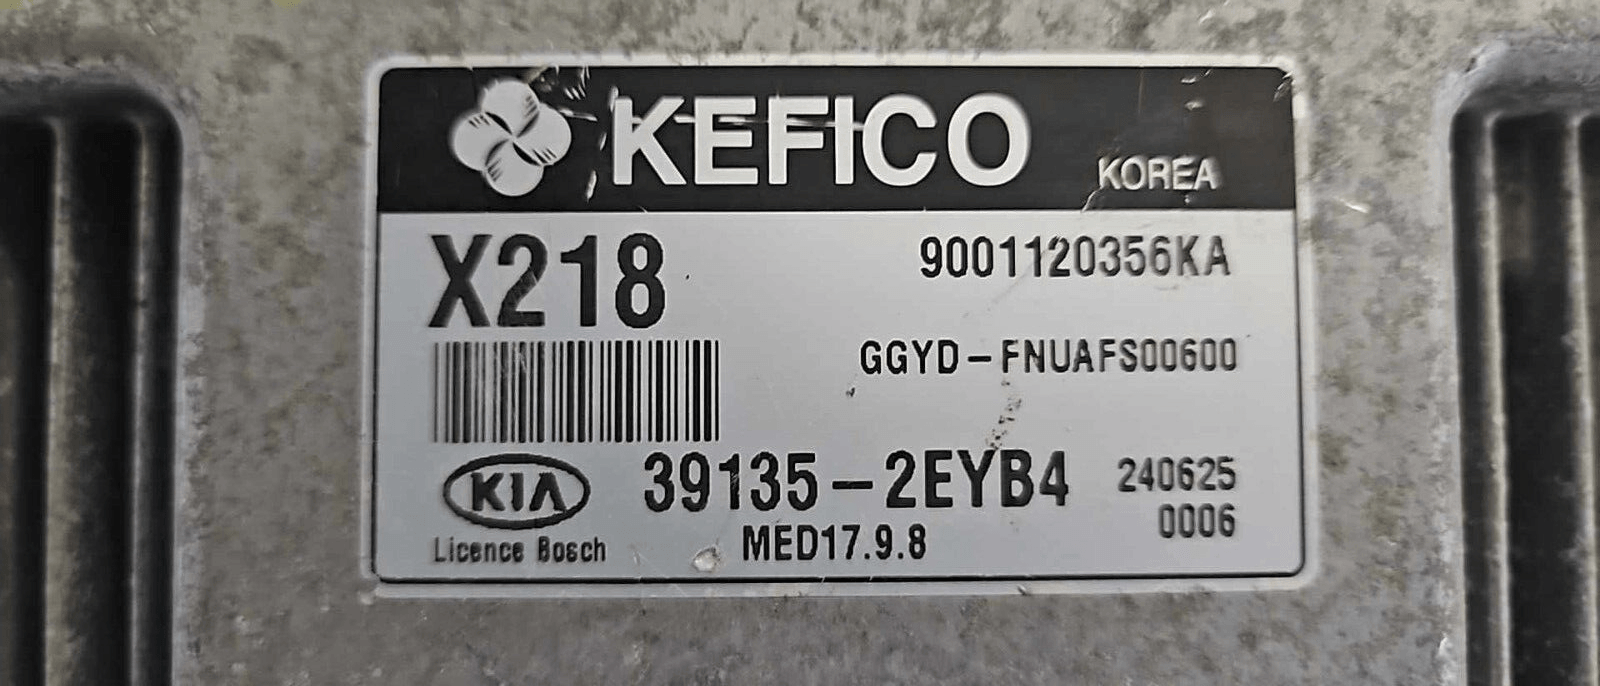 KEFICO KOREA
X218 9001120356KA
GGYD-FNUAFS00600
KIA 39135-2EYB4 240625
0006
Licence Bosch MED17.9.8